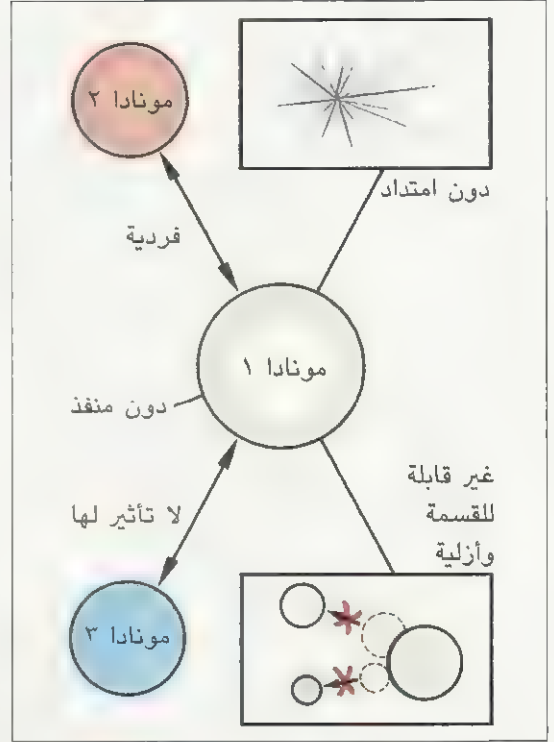 مونادا ٢
دون امتداد
فردية
مونادا ١
دون منفذ
غير قابلة
للقسمة
وأزلية
لا تأثير لها
مونادا ٣